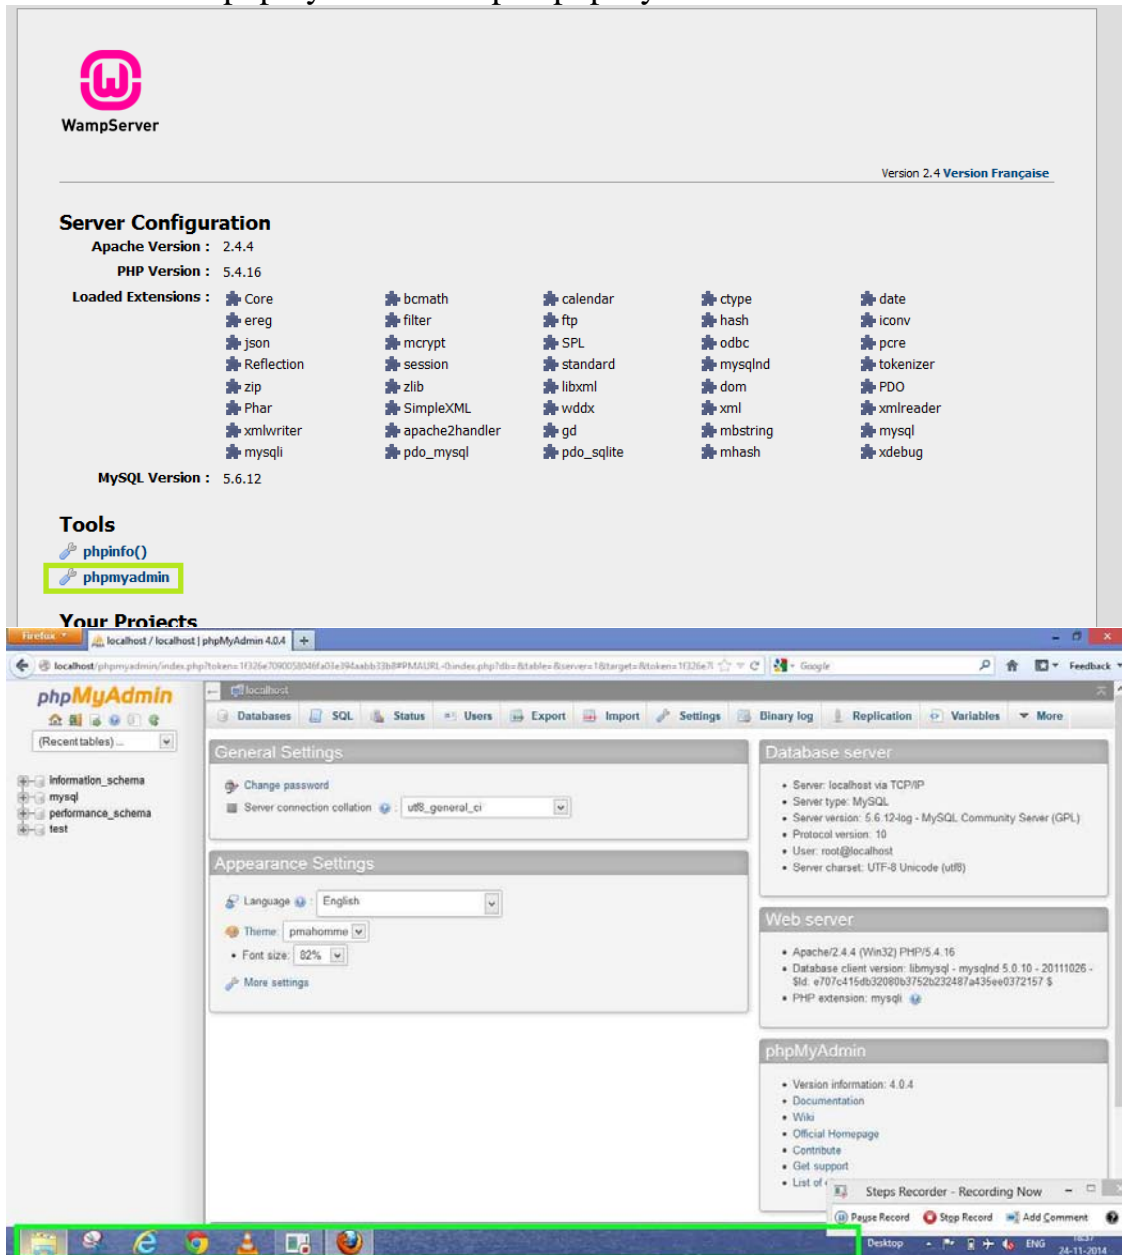 WampServer
Version 2.4 Version Française
Server Configuration
Apache Version : 2.4.4
PHP Version : 5.4.16
Loaded Extensions : Core bcmath calendar ctype date
ereg filter ftp hash iconv
json mcrypt SPL odbc pcre
Reflection session standard mysqlnd tokenizer
zip zlib libxml dom PDO
Phar SimpleXML wddx xml xmlreader
xmlwriter apache2handler gd mbstring mysql
mysqli pdo_mysql pdo_sqlite mhash xdebug
MySQL Version : 5.6.12
Tools
phpinfo()
phpmyadmin
Your Projects
Firefox
localhost / localhost | phpMyAdmin 4.0.4
Google
Feedback
phpMyAdmin
(Recent tables) ...
information_schema
mysql
performance_schema
test
localhost
Databases SQL Status Users Export Import Settings Binary log Replication Variables More
General Settings
Change password
Server connection collation : utf8_general_ci
Appearance Settings
Language : English
Theme: pmahomme
Font size: 82%
More settings
Database server
Server: localhost via TCP/IP
Server type: MySQL
Server version: 5.6.12-log - MySQL Community Server (GPL)
Protocol version: 10
User: root@localhost
Server charset: UTF-8 Unicode (utf8)
Web server
Apache/2.4.4 (Win32) PHP/5.4.16
Database client version: libmysql - mysqlnd 5.0.10 - 20111026 -
$Id: e707c415db32080b3752b232487a435ee0372157 $
PHP extension: mysqli
phpMyAdmin
Version information: 4.0.4
Documentation
Wiki
Official Homepage
Contribute
Get support
List of
Steps Recorder - Recording Now
Pause Record Stop Record Add Comment
Desktop ENG 18:37
24-11-2014